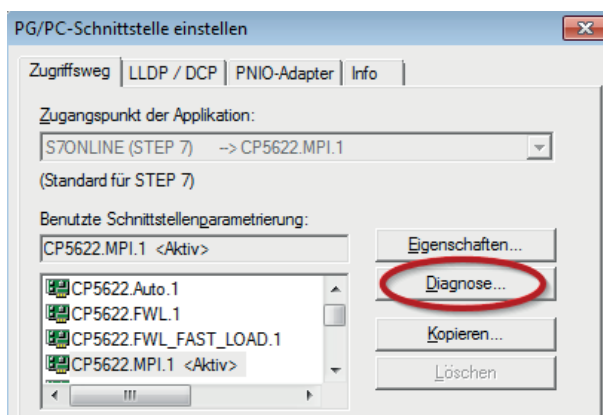 PG/PC-Schnittstelle einstellen
Zugriffsweg LLDP / DCP PNIO-Adapter Info
Zugangspunkt der Applikation:
S7ONLINE (STEP 7) --> CP5622.MPI.1
(Standard für STEP 7)
Benutzte Schnittstellenparametrierung:
CP5622.MPI.1 <Aktiv>
Eigenschaften...
CP5622.Auto.1
Diagnose...
CP5622.FWL.1
CP5622.FWL_FAST_LOAD.1
Kopieren...
CP5622.MPI.1 <Aktiv>
Löschen